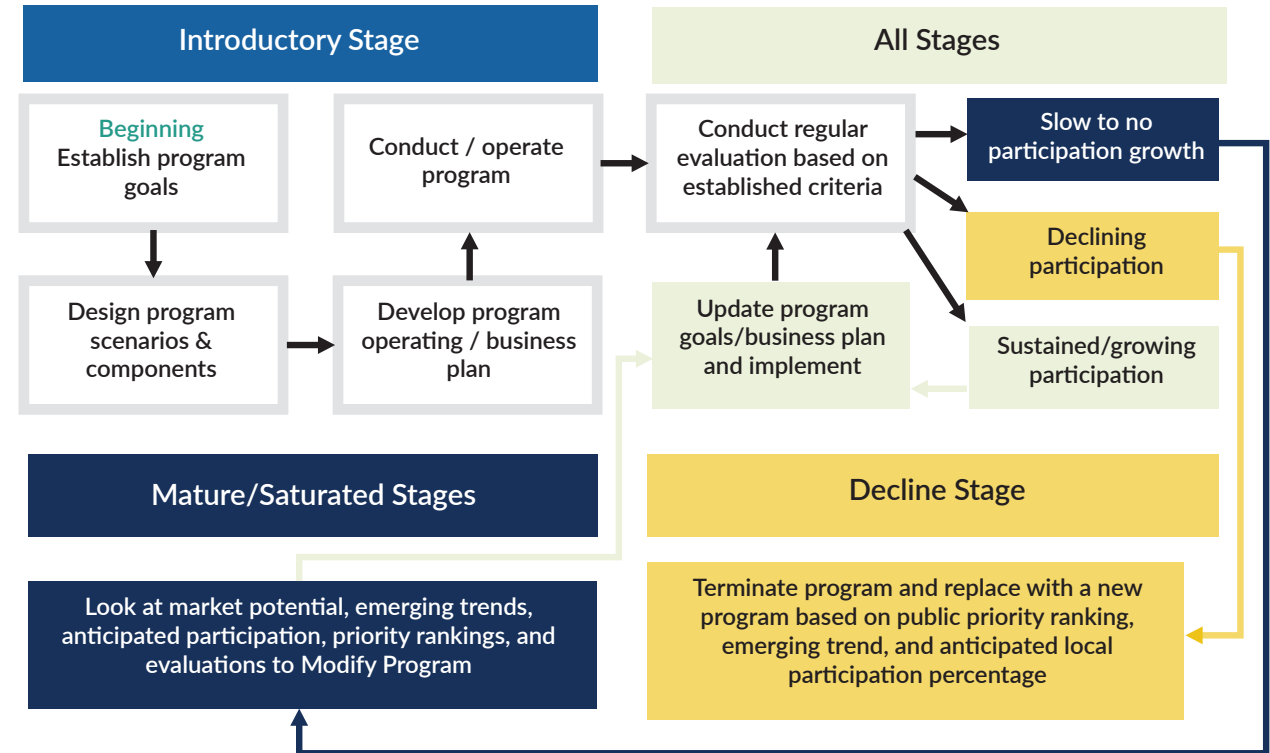 Introductory Stage
All Stages
Beginning
Establish program
goals
Conduct / operate
program
Conduct regular
evaluation based on
established criteria
Slow to no
participation growth
Declining
participation
Design program
scenarios &
components
Develop program
operating / business
plan
Update program
goals/business plan
and implement
Sustained/growing
participation
Mature/Saturated Stages
Decline Stage
Look at market potential, emerging trends,
anticipated participation, priority rankings, and
evaluations to Modify Program
Terminate program and replace with a new
program based on public priority ranking,
emerging trend, and anticipated local
participation percentage